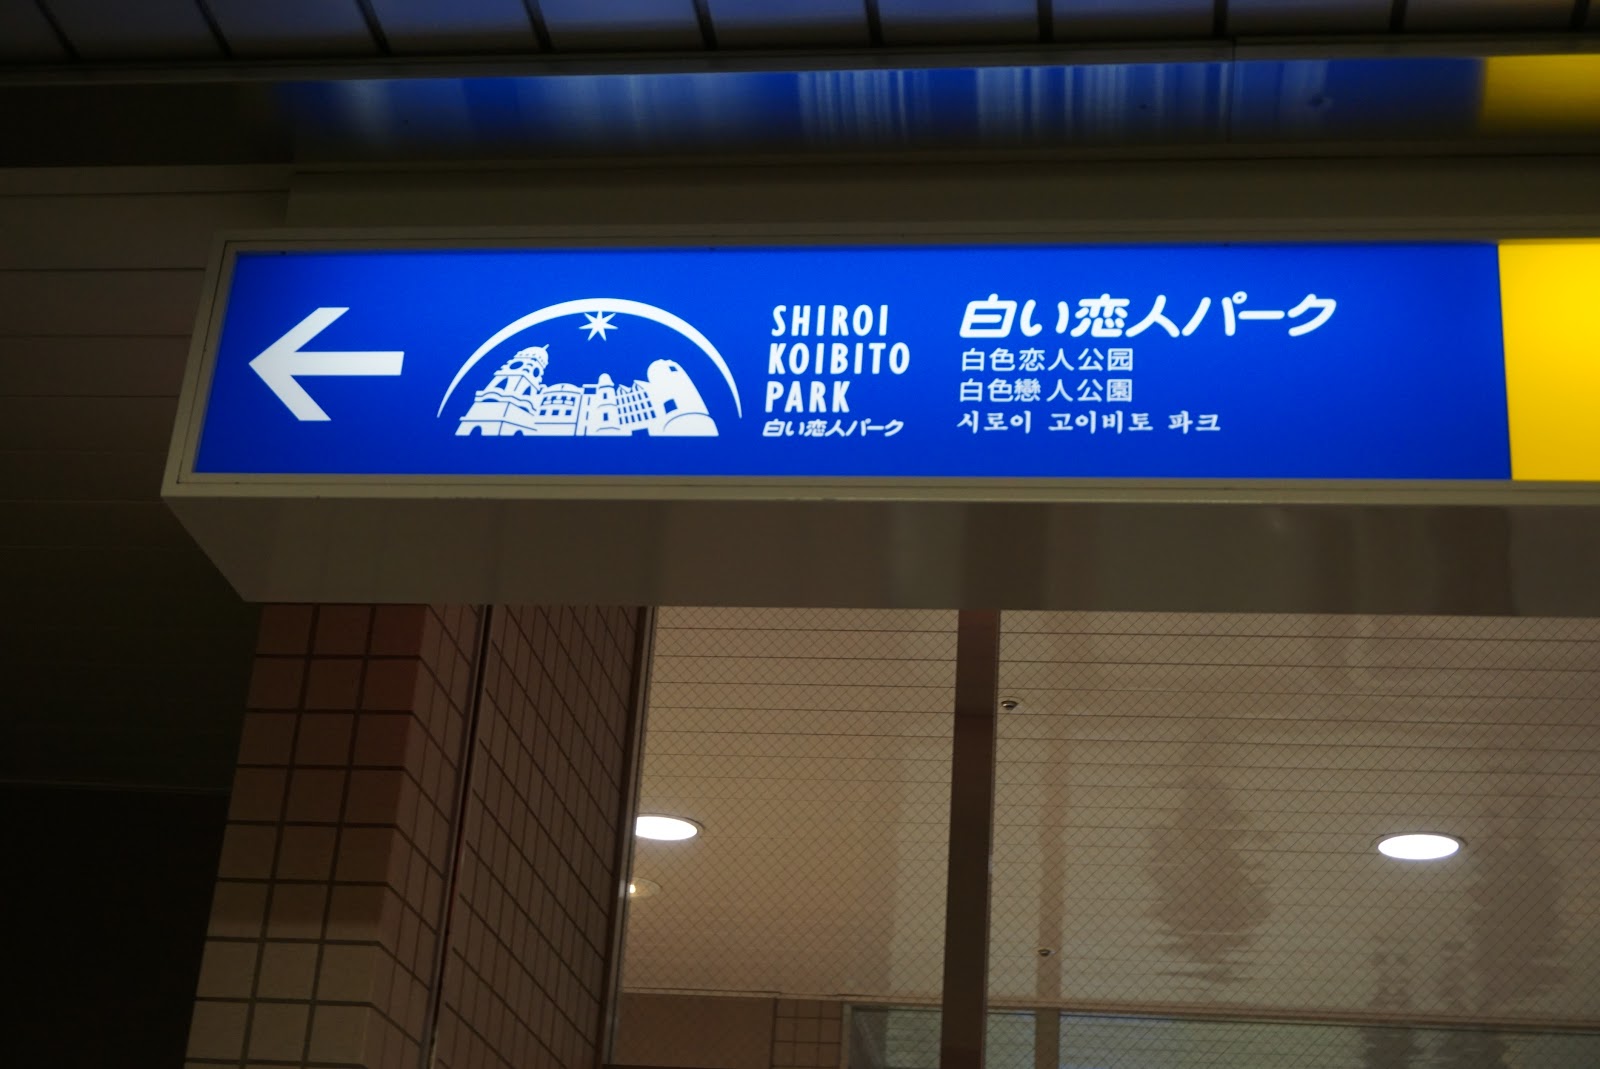 SHIROI
KOIBITO
PARK
白い恋人パーク
白い恋人パーク
白色恋人公园
白色戀人公園
시로이 고이비토 파크